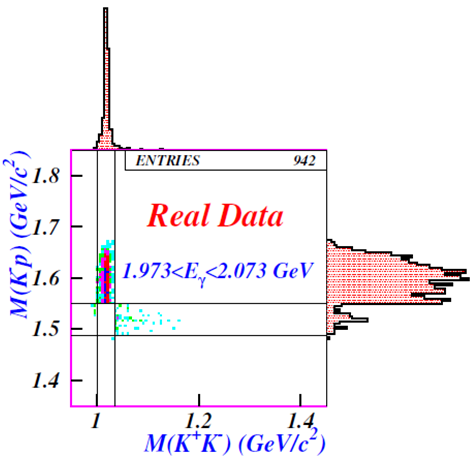 ENTRIES 942
Real Data
1.973<Eγ<2.073 GeV
M(K⁻p) (GeV/c²)
1.8
1.7
1.6
1.5
1.4
1 1.2 1.4
M(K⁺K⁻) (GeV/c²)